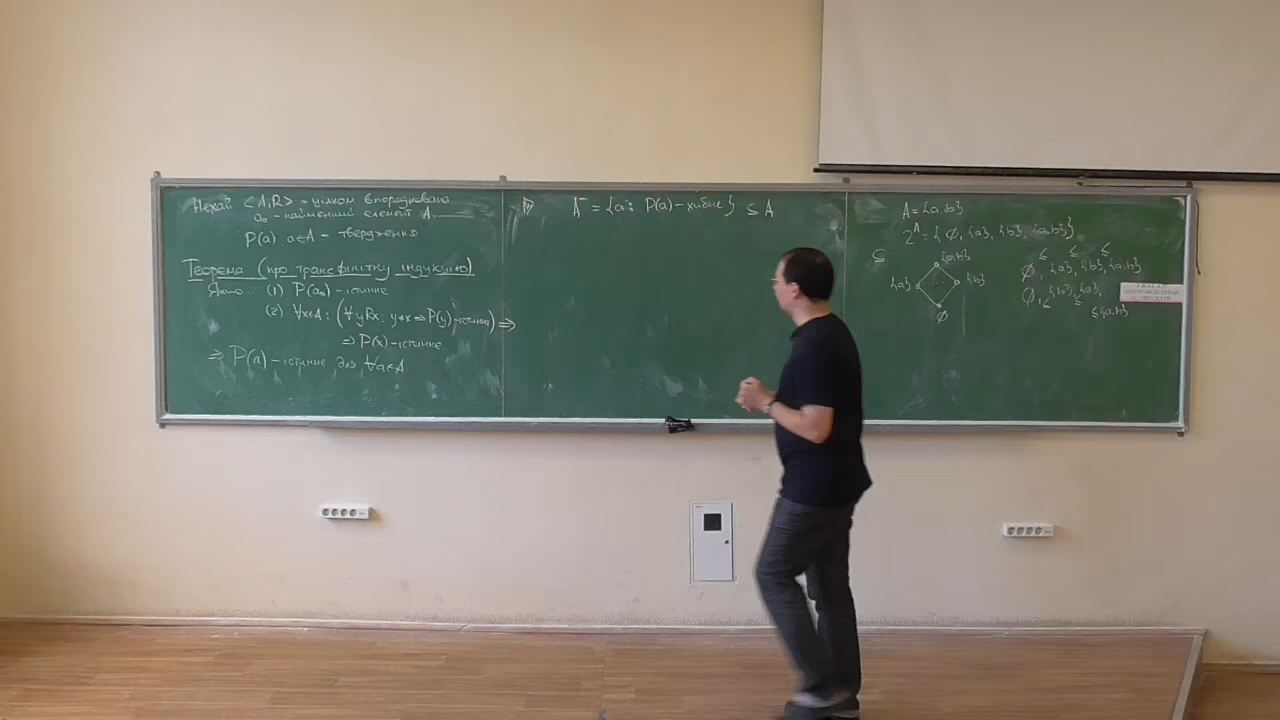 Нехай <A,R> - цілком впорядкована
a₀ - найменший елемент A.
P(a), a∈A - твердження
Теорема (про трансфінітну індукцію)
Якщо (1) P(a₀) - істинне
(2) ∀x∈A: (∀yRx: y≠x ⇒ P(y)-істинне) ⇒
⇒ P(x)-істинне
⇒ P(a) - істинне для ∀a∈A
A⁻ = {a: P(a) - хибне} ⊆ A
A = {a,b}
2ᴬ = {∅, {a}, {b}, {a,b}}
⊆
{a,b}
{a} {b}
∅
∅, {a}, {b}, {a,b}
∅, {b}, {a},
≤{a,b}